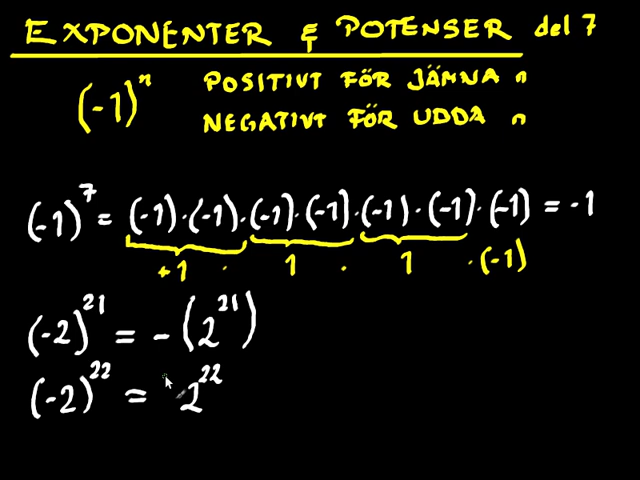 EXPONENTER & POTENSER del 7
(-1)^n POSITIVT FÖR JÄMNA n
NEGATIVT FÖR UDDA n
(-1)^7 = (-1)·(-1)·(-1)·(-1)·(-1)·(-1)·(-1) = -1
+1 · 1 · 1 · (-1)
(-2)^21 = -(2^21)
(-2)^22 = 2^22